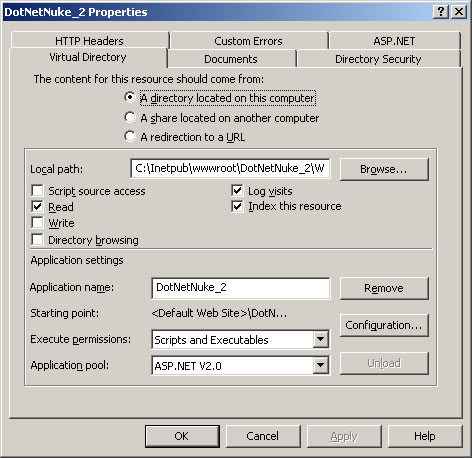 DotNetNuke_2 Properties
HTTP Headers Custom Errors ASP.NET
Virtual Directory Documents Directory Security
The content for this resource should come from:
A directory located on this computer
A share located on another computer
A redirection to a URL
Local path: C:\Inetpub\wwwroot\DotNetNuke_2\W Browse...
Script source access Log visits
Read Index this resource
Write
Directory browsing
Application settings
Application name: DotNetNuke_2 Remove
Starting point: <Default Web Site>\DotN...
Configuration...
Execute permissions: Scripts and Executables
Application pool: ASP.NET V2.0 Unload
OK Cancel Apply Help